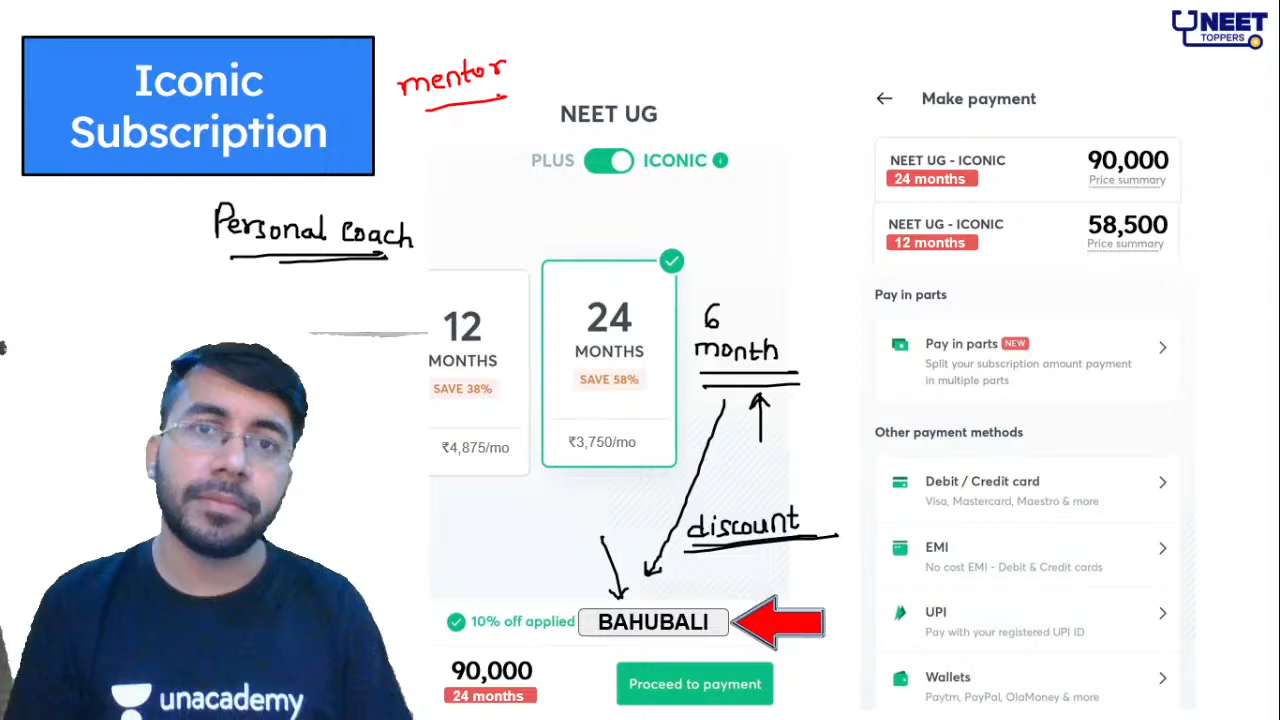 NEET
TOPPERS
Iconic
Subscription
mentor
Personal coach
NEET UG
PLUS ICONIC
12
MONTHS
SAVE 38%
₹4,875/mo
24
MONTHS
SAVE 58%
₹3,750/mo
6
month
discount
10% off applied BAHUBALI
90,000
24 months
Proceed to payment
Make payment
NEET UG - ICONIC 90,000
24 months Price summary
NEET UG - ICONIC 58,500
12 months Price summary
Pay in parts
Pay in parts NEW
Split your subscription amount payment
in multiple parts
Other payment methods
Debit / Credit card
Visa, Mastercard, Maestro & more
EMI
No cost EMI - Debit & Credit cards
UPI
Pay with your registered UPI ID
Wallets
Paytm, PayPal, OlaMoney & more
unacademy